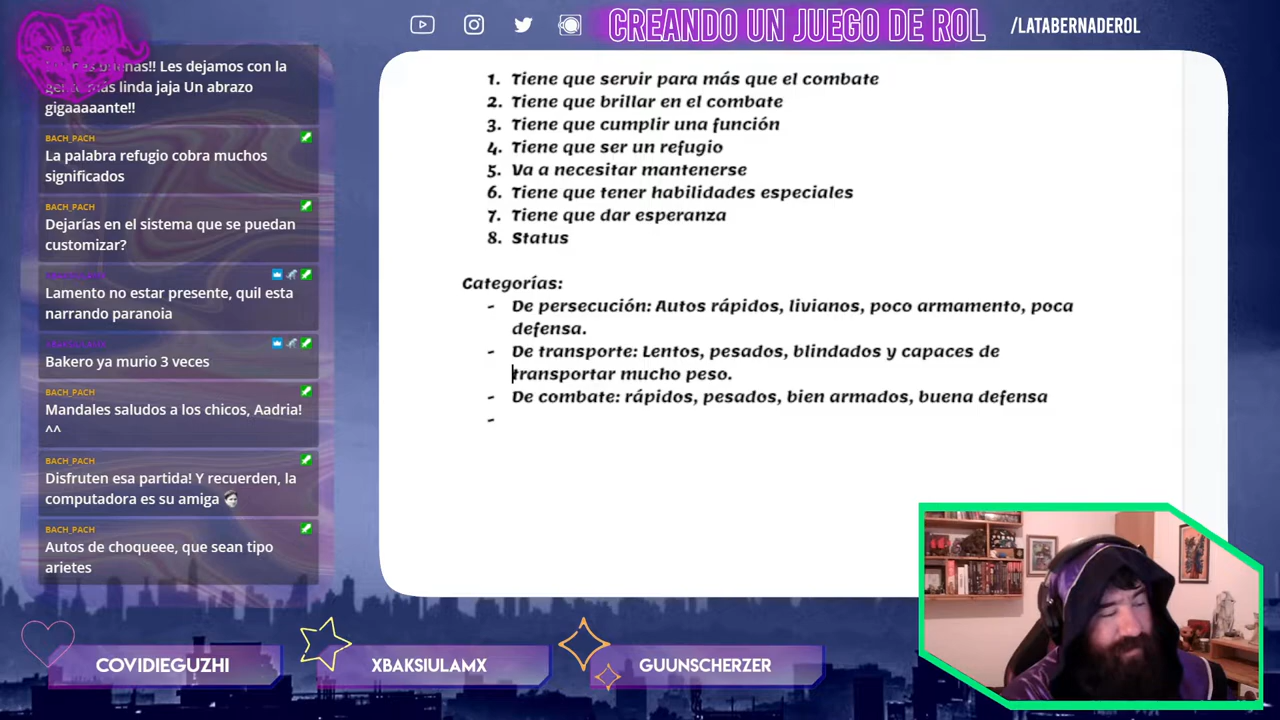 CREANDO UN JUEGO DE ROL
/LATABERNADEROL
buenas!! Les dejamos con la
más linda jaja Un abrazo
gigaaaaante!!
BACH_PACH
La palabra refugio cobra muchos
significados
BACH_PACH
Dejarías en el sistema que se puedan
customizar?
Lamento no estar presente, quil esta
narrando paranoia
Bakero ya murio 3 veces
BACH_PACH
Mandales saludos a los chicos, Aadria!
^^
BACH_PACH
Disfruten esa partida! Y recuerden, la
computadora es su amiga
BACH_PACH
Autos de choqueee, que sean tipo
arietes
1. Tiene que servir para más que el combate
2. Tiene que brillar en el combate
3. Tiene que cumplir una función
4. Tiene que ser un refugio
5. Va a necesitar mantenerse
6. Tiene que tener habilidades especiales
7. Tiene que dar esperanza
8. Status
Categorías:
- De persecución: Autos rápidos, livianos, poco armamento, poca
defensa.
- De transporte: Lentos, pesados, blindados y capaces de
transportar mucho peso.
- De combate: rápidos, pesados, bien armados, buena defensa
-
COVIDIEGUZHI
XBAKSIULAMX
GUUNSCHERZER